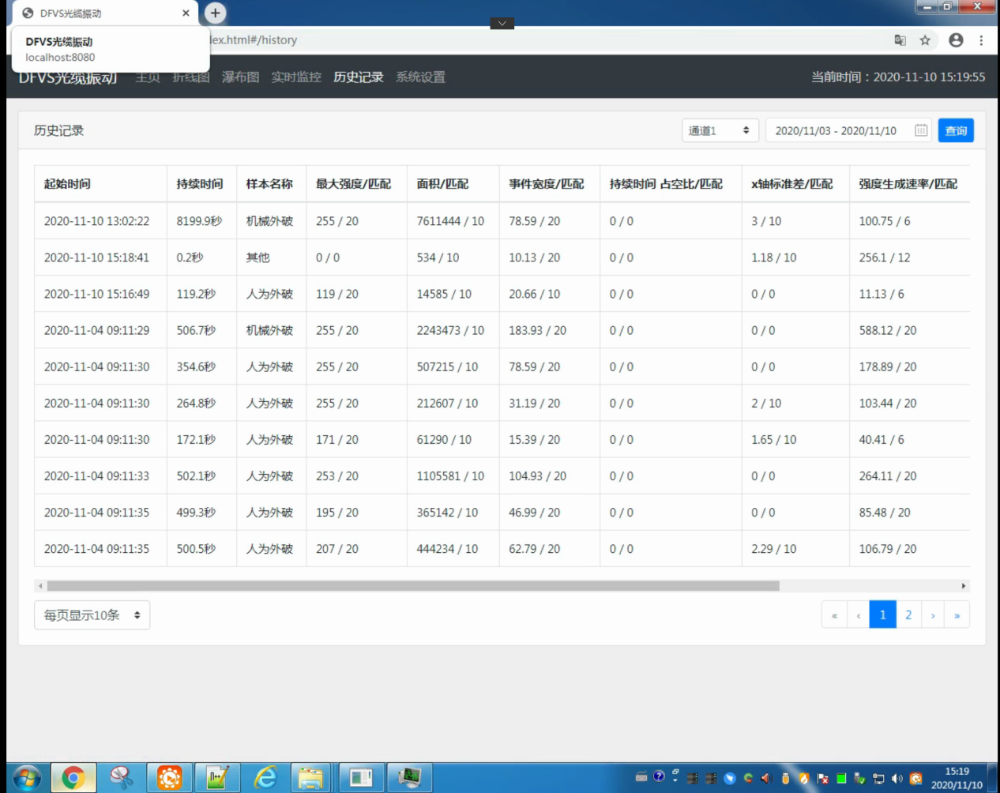 DFVS光缆振动
DFVS光缆振动
localhost:8080
dex.html#/history
DFVS光缆振动 主页 折线图 瀑布图 实时监控 历史记录 系统设置 当前时间：2020-11-10 15:19:55
历史记录 通道1 2020/11/03 - 2020/11/10 查询
起始时间 持续时间 样本名称 最大强度/匹配 面积/匹配 事件宽度/匹配 持续时间 占空比/匹配 x轴标准差/匹配 强度生成速率/匹配
2020-11-10 13:02:22 8199.9秒 机械外破 255 / 20 7611444 / 10 78.59 / 20 0 / 0 3 / 10 100.75 / 6
2020-11-10 15:18:41 0.2秒 其他 0 / 0 534 / 10 10.13 / 20 0 / 0 1.18 / 10 256.1 / 12
2020-11-10 15:16:49 119.2秒 人为外破 119 / 20 14585 / 10 20.66 / 10 0 / 0 0 / 0 11.13 / 6
2020-11-04 09:11:29 506.7秒 机械外破 255 / 20 2243473 / 10 183.93 / 20 0 / 0 0 / 0 588.12 / 20
2020-11-04 09:11:30 354.6秒 人为外破 255 / 20 507215 / 10 78.59 / 20 0 / 0 0 / 0 178.89 / 20
2020-11-04 09:11:30 264.8秒 人为外破 255 / 20 212607 / 10 31.19 / 20 0 / 0 2 / 10 103.44 / 20
2020-11-04 09:11:30 172.1秒 人为外破 171 / 20 61290 / 10 15.39 / 20 0 / 0 1.65 / 10 40.41 / 6
2020-11-04 09:11:33 502.1秒 人为外破 253 / 20 1105581 / 10 104.93 / 20 0 / 0 0 / 0 264.11 / 20
2020-11-04 09:11:35 499.3秒 人为外破 195 / 20 365142 / 10 46.99 / 20 0 / 0 0 / 0 85.48 / 20
2020-11-04 09:11:35 500.5秒 人为外破 207 / 20 444234 / 10 62.79 / 20 0 / 0 2.29 / 10 106.79 / 20
每页显示10条 « ‹ 1 2 › »
15:19
2020/11/10